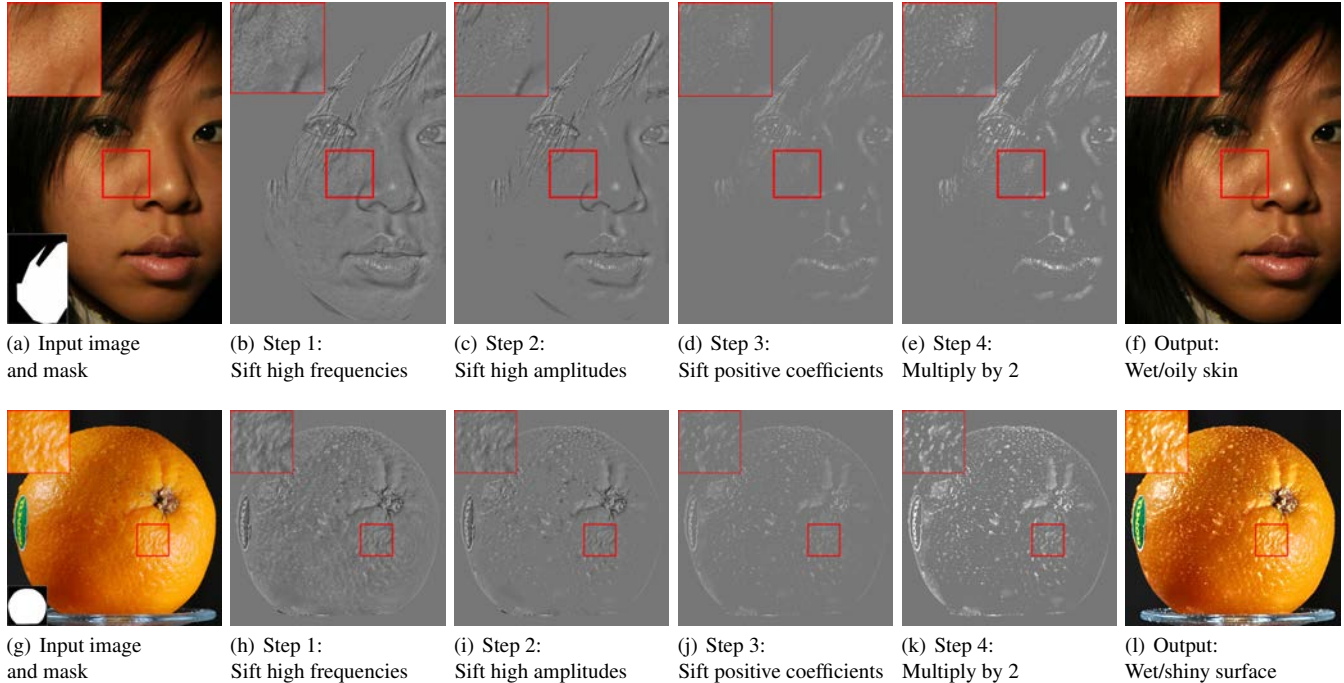 (a) Input image
and mask
(b) Step 1:
Sift high frequencies
(c) Step 2:
Sift high amplitudes
(d) Step 3:
Sift positive coefficients
(e) Step 4:
Multiply by 2
(f) Output:
Wet/oily skin
(g) Input image
and mask
(h) Step 1:
Sift high frequencies
(i) Step 2:
Sift high amplitudes
(j) Step 3:
Sift positive coefficients
(k) Step 4:
Multiply by 2
(l) Output:
Wet/shiny surface